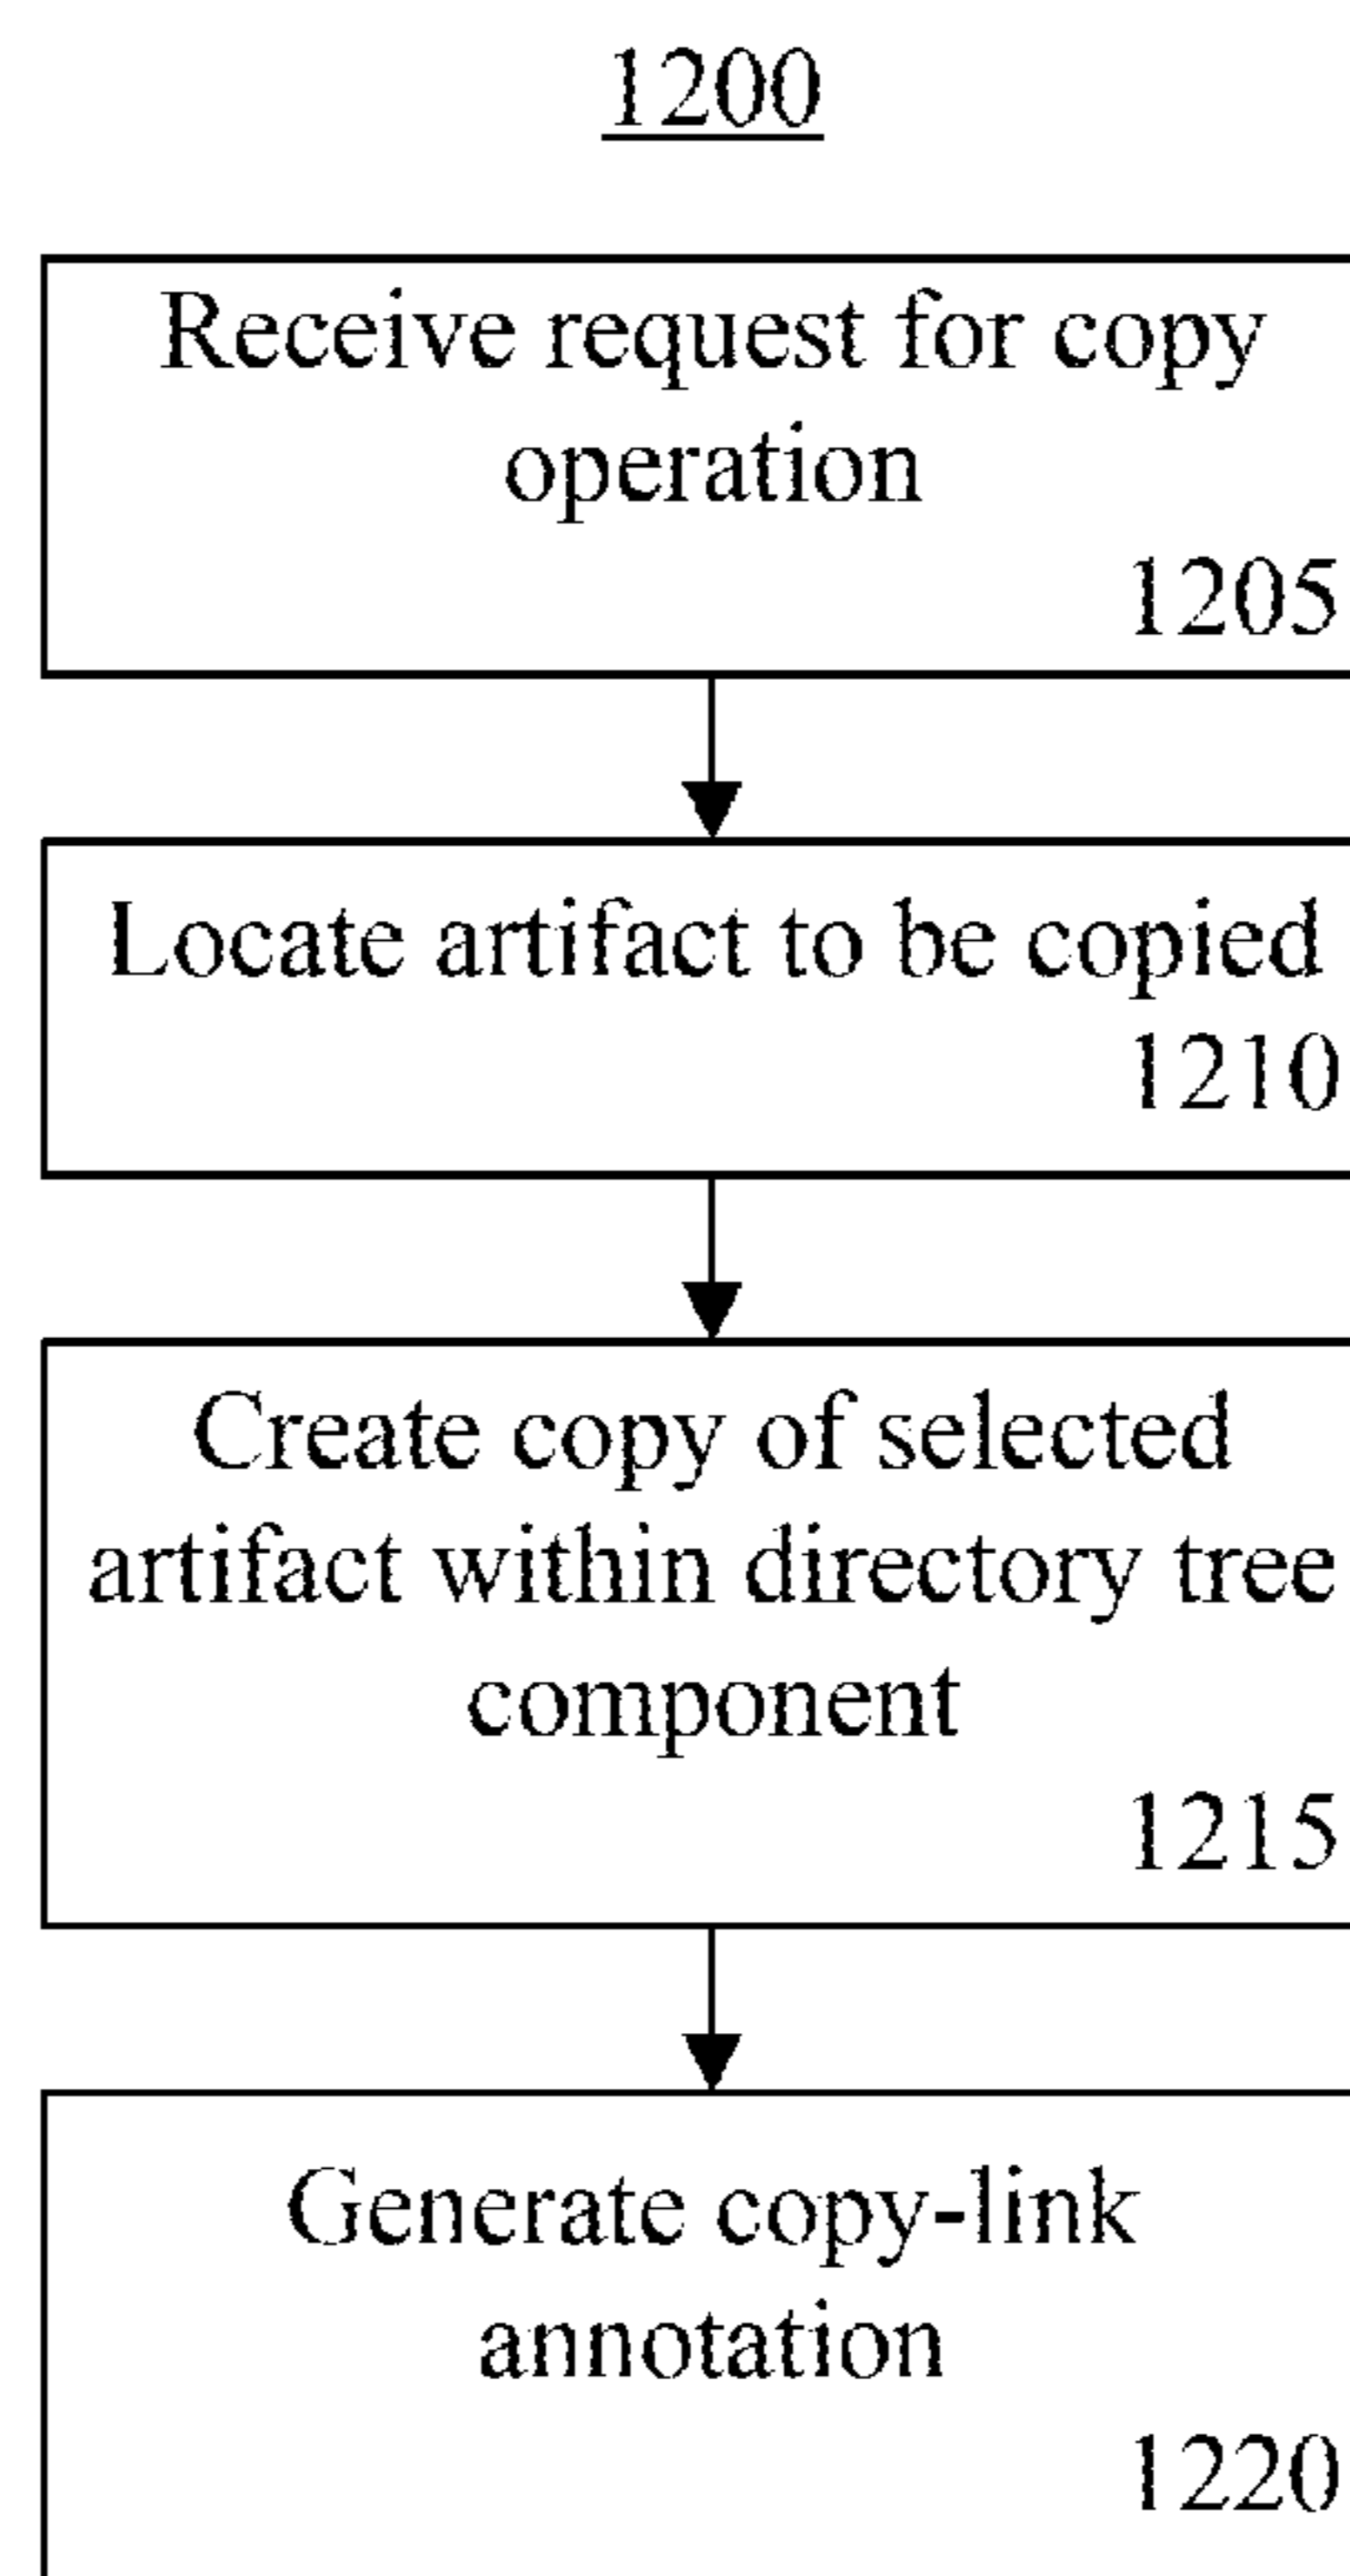 1200
Receive request for copy
operation
1205
Locate artifact to be copied
1210
Create copy of selected
artifact within directory tree
component
1215
Generate copy-link
annotation
1220